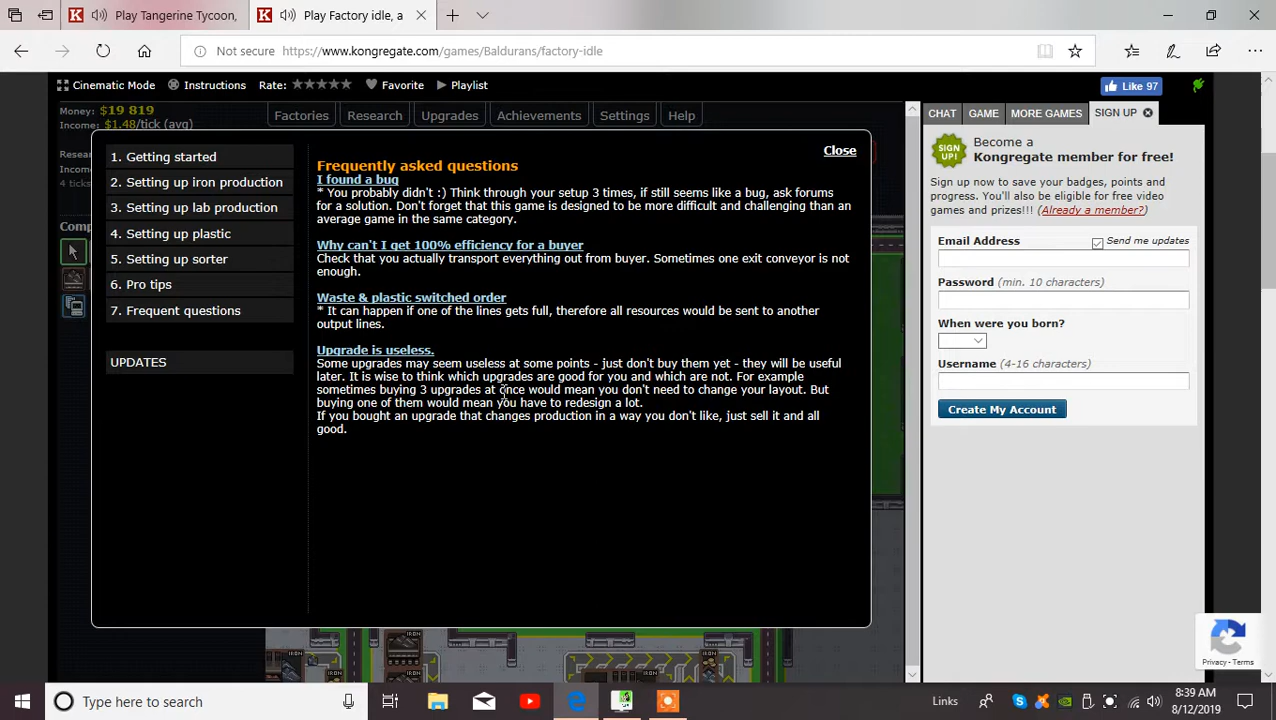 Play Tangerine Tycoon,
Play Factory idle, a
Not secure https://www.kongregate.com/games/Baldurans/factory-idle
Cinematic Mode Instructions Rate: Favorite Playlist Like 97
Money: $19 819
Income: $1.48/tick (avg)
Factories Research Upgrades Achievements Settings Help
CHAT GAME MORE GAMES SIGN UP
Close
1. Getting started
2. Setting up iron production
3. Setting up lab production
4. Setting up plastic
5. Setting up sorter
6. Pro tips
7. Frequent questions
UPDATES
Frequently asked questions
I found a bug
* You probably didn't :) Think through your setup 3 times, if still seems like a bug, ask forums
for a solution. Don't forget that this game is designed to be more difficult and challenging than an
average game in the same category.
Why can't I get 100% efficiency for a buyer
Check that you actually transport everything out from buyer. Sometimes one exit conveyor is not
enough.
Waste & plastic switched order
* It can happen if one of the lines gets full, therefore all resources would be sent to another
output lines.
Upgrade is useless.
Some upgrades may seem useless at some points - just don't buy them yet - they will be useful
later. It is wise to think which upgrades are good for you and which are not. For example
sometimes buying 3 upgrades at once would mean you don't need to change your layout. But
buying one of them would mean you have to redesign a lot.
If you bought an upgrade that changes production in a way you don't like, just sell it and all
good.
Resea
Income
4 ticks
Comp
SIGN UP!
Become a
Kongregate member for free!
Sign up now to save your badges, points and
progress. You'll also be eligible for free video
games and prizes!!! (Already a member?)
Email Address Send me updates
Password (min. 10 characters)
When were you born?
Username (4-16 characters)
Create My Account
Privacy - Terms
IRON
IRON
IRON
Type here to search
Links
8:39 AM
8/12/2019